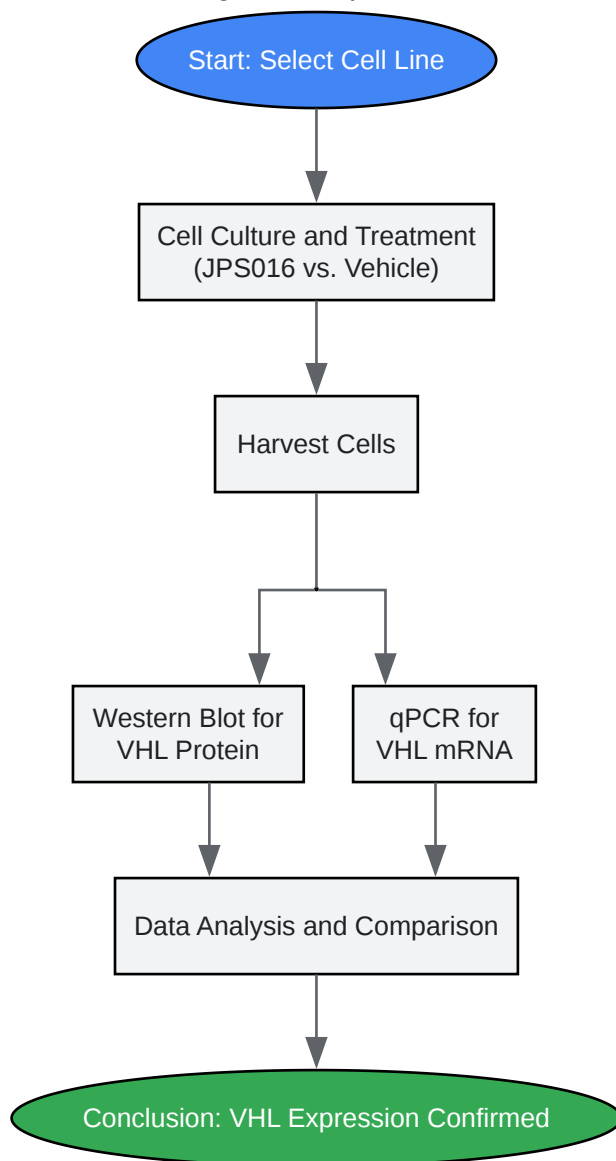 Start: Select Cell Line
Cell Culture and Treatment
(JPS016 vs. Vehicle)
Harvest Cells
Western Blot for
VHL Protein
qPCR for
VHL mRNA
Data Analysis and Comparison
Conclusion: VHL Expression Confirmed